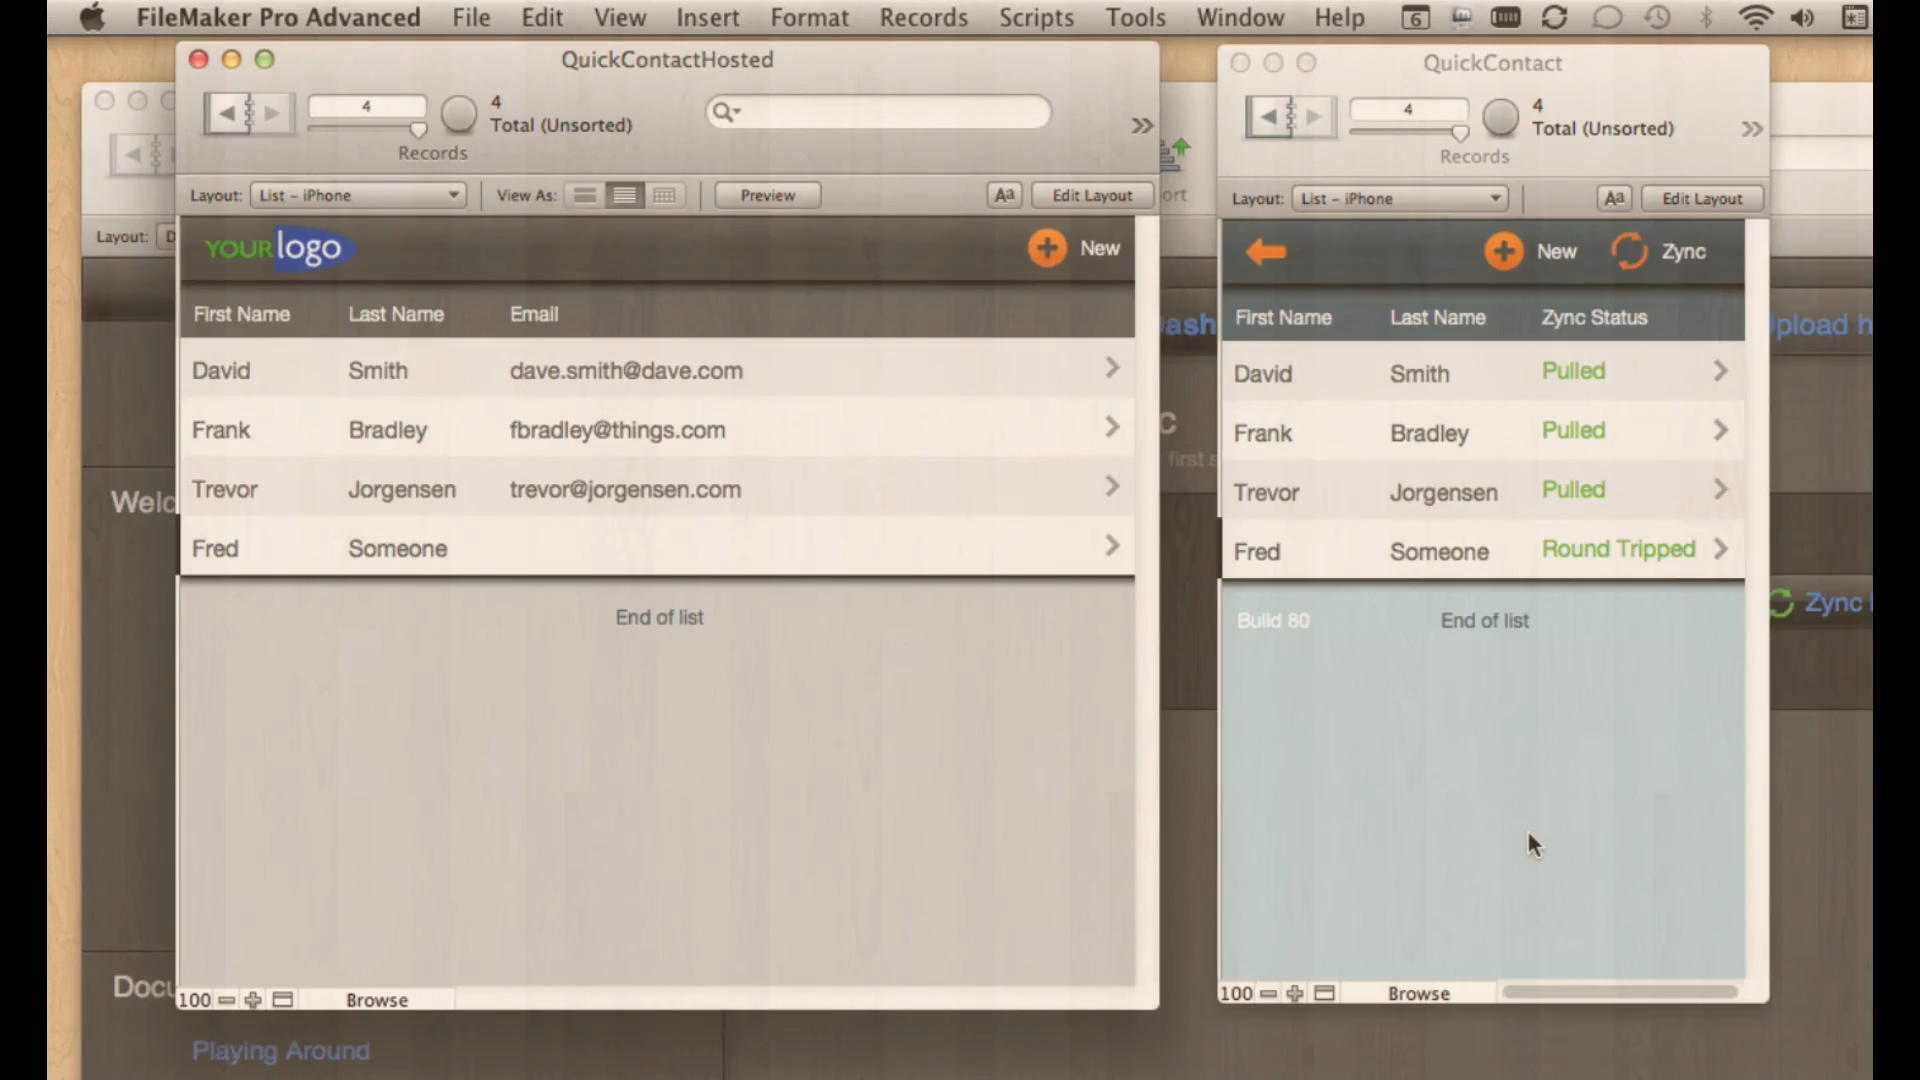 FileMaker Pro Advanced File Edit View Insert Format Records Scripts Tools Window Help 6
QuickContactHosted
4
4
Total (Unsorted)
Records
Layout: List – iPhone View As: Preview Aa Edit Layout
YOUR logo
New
First Name Last Name Email
David Smith dave.smith@dave.com
Frank Bradley fbradley@things.com
Trevor Jorgensen trevor@jorgensen.com
Fred Someone
End of list
100 Browse
QuickContact
4
4
Total (Unsorted)
Records
Layout: List – iPhone Aa Edit Layout
New Zync
First Name Last Name Zync Status
David Smith Pulled
Frank Bradley Pulled
Trevor Jorgensen Pulled
Fred Someone Round Tripped
Build 80 End of list
100 Browse
Layout:
Zync
Playing Around